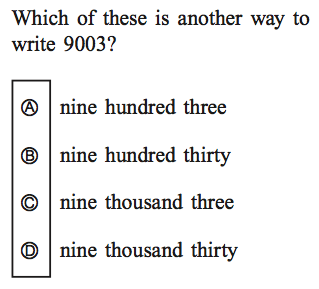 Which of these is another way to
write 9003?
Ⓐ nine hundred three
Ⓑ nine hundred thirty
Ⓒ nine thousand three
Ⓓ nine thousand thirty